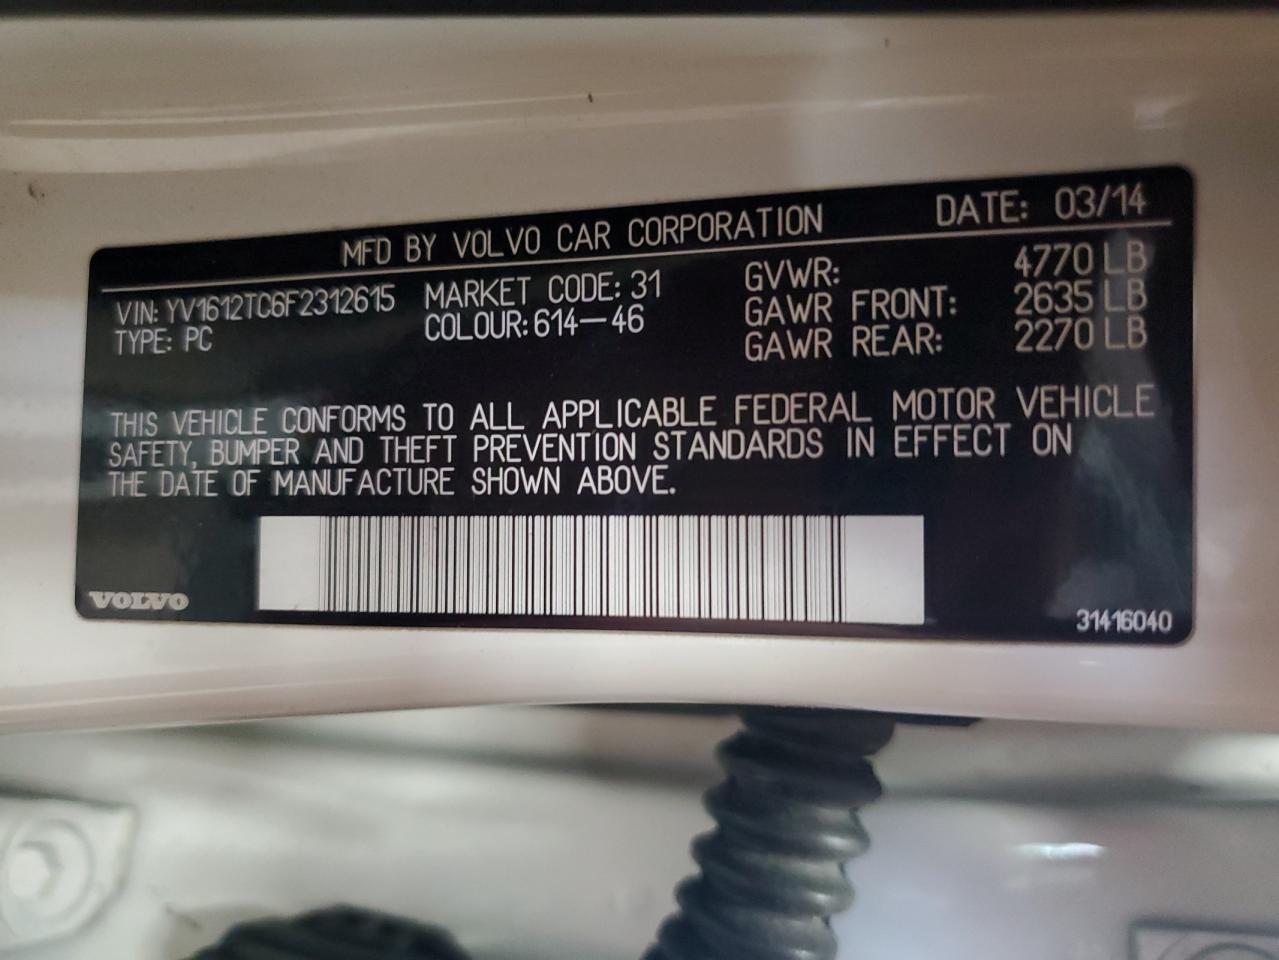 MFD BY VOLVO CAR CORPORATION DATE: 03/14
VIN: YV1612TC6F2312615 MARKET CODE: 31 GVWR: 4770 LB
TYPE: PC COLOUR: 614-46 GAWR FRONT: 2635 LB
GAWR REAR: 2270 LB
THIS VEHICLE CONFORMS TO ALL APPLICABLE FEDERAL MOTOR VEHICLE
SAFETY, BUMPER AND THEFT PREVENTION STANDARDS IN EFFECT ON
THE DATE OF MANUFACTURE SHOWN ABOVE.
VOLVO
31416040